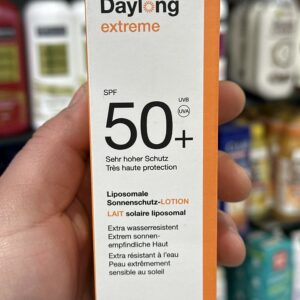 Daylong
extreme
SPF
50+
UVB
UVA
Sehr hoher Schutz
Très haute protection
Liposomale
Sonnenschutz-LOTION
LAIT solaire liposomal
Extra wasserresistent
Extrem sonnen-
empfindliche Haut
Extra résistant à l'eau
Peau extrêmement
sensible au soleil